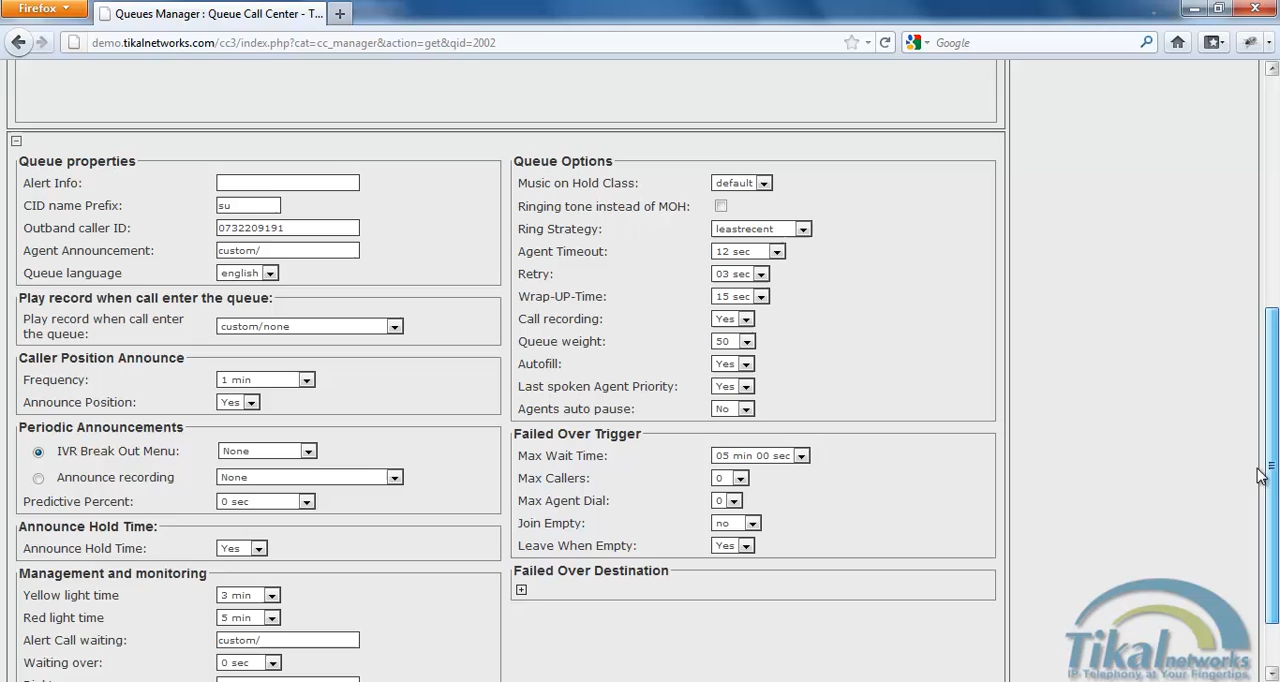 Firefox
Queues Manager : Queue Call Center - T...
demo.tikalnetworks.com/cc3/index.php?cat=cc_manager&action=get&qid=2002
Google
Queue properties
Alert Info:
CID name Prefix: su
Outband caller ID: 0732209191
Agent Announcement: custom/
Queue language english
Play record when call enter the queue:
Play record when call enter
the queue: custom/none
Caller Position Announce
Frequency: 1 min
Announce Position: Yes
Periodic Announcements
IVR Break Out Menu: None
Announce recording None
Predictive Percent: 0 sec
Announce Hold Time:
Announce Hold Time: Yes
Management and monitoring
Yellow light time 3 min
Red light time 5 min
Alert Call waiting: custom/
Waiting over: 0 sec
Queue Options
Music on Hold Class: default
Ringing tone instead of MOH:
Ring Strategy: leastrecent
Agent Timeout: 12 sec
Retry: 03 sec
Wrap-UP-Time: 15 sec
Call recording: Yes
Queue weight: 50
Autofill: Yes
Last spoken Agent Priority: Yes
Agents auto pause: No
Failed Over Trigger
Max Wait Time: 05 min 00 sec
Max Callers: 0
Max Agent Dial: 0
Join Empty: no
Leave When Empty: Yes
Failed Over Destination
Tikalnetworks
IP Telephony at Your Fingertips